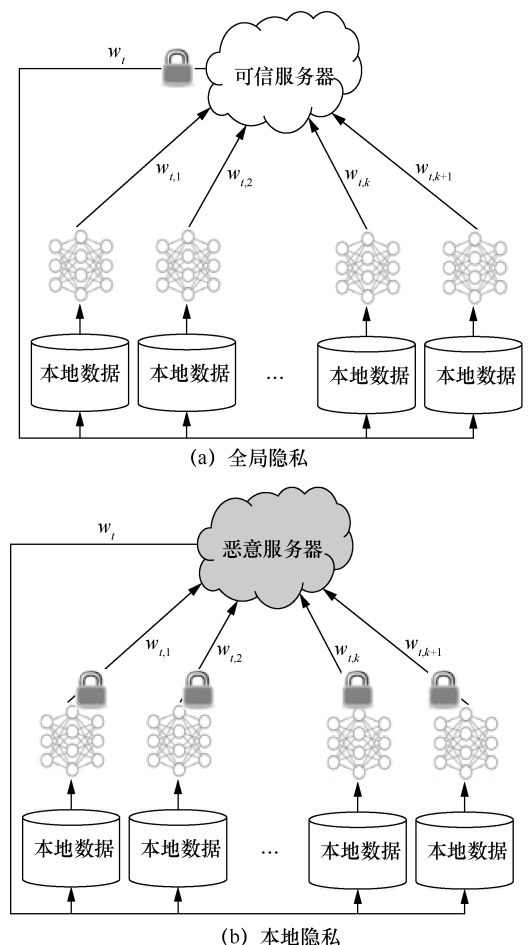 w_t
可信服务器
w_{t,1}
w_{t,2}
w_{t,k}
w_{t,k+1}
本地数据 本地数据 … 本地数据 本地数据
(a) 全局隐私
w_t
恶意服务器
w_{t,1}
w_{t,2}
w_{t,k}
w_{t,k+1}
本地数据 本地数据 … 本地数据 本地数据
(b) 本地隐私